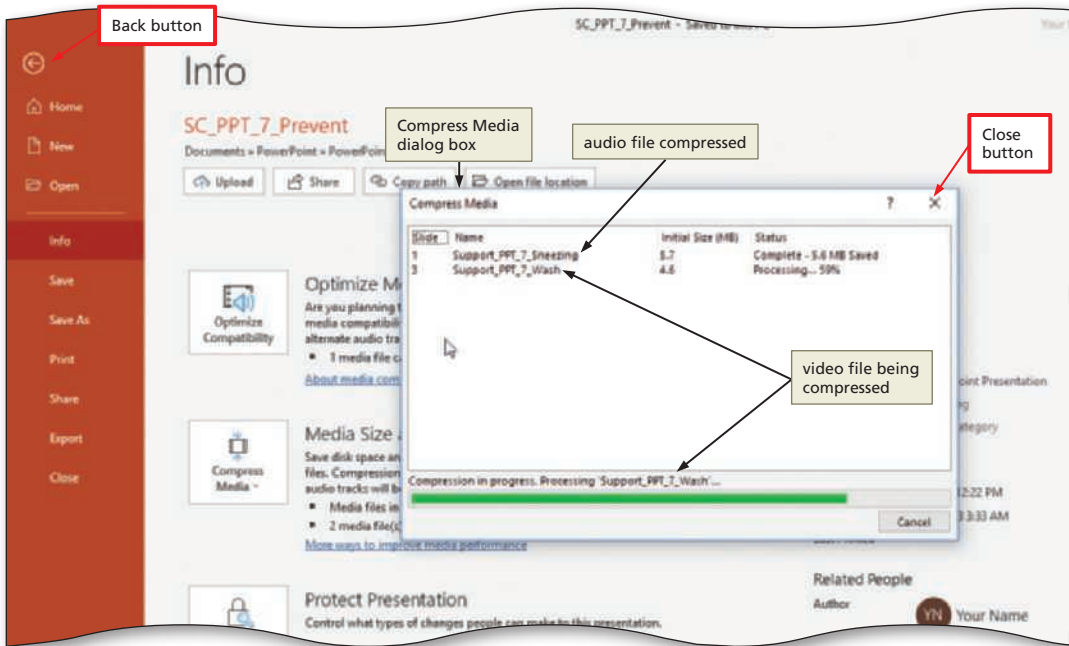 Back button
SC_PPT_7_Prevent - Saved to this PC
Info
Home
New
Open
Info
Save
Save As
Print
Share
Export
Close
SC_PPT_7_Prevent
Documents » PowerPoint » PowerPoin
Upload
Share
Copy path
Open file location
Compress Media
dialog box
audio file compressed
Close
button
Compress Media
?
Slide Name Initial Size (MB) Status
1 Support_PPT_7_Sneezing 5.7 Complete - 5.6 MB Saved
3 Support_PPT_7_Wash 4.6 Processing... 59%
video file being
compressed
Compression in progress. Processing 'Support_PPT_7_Wash'...
Cancel
Optimize
Compatibility
Optimize M
Are you planning t
media compatibili
alternate audio tra
1 media file c
About media com
Compress
Media
Media Size a
Save disk space an
files. Compression
audio tracks will b
Media files in
2 media file(s)
More ways to improve media performance
Protect Presentation
Control what types of changes people can make to this presentation.
oint Presentation
ategory
12:22 PM
3:33 AM
Related People
Author
YN
Your Name